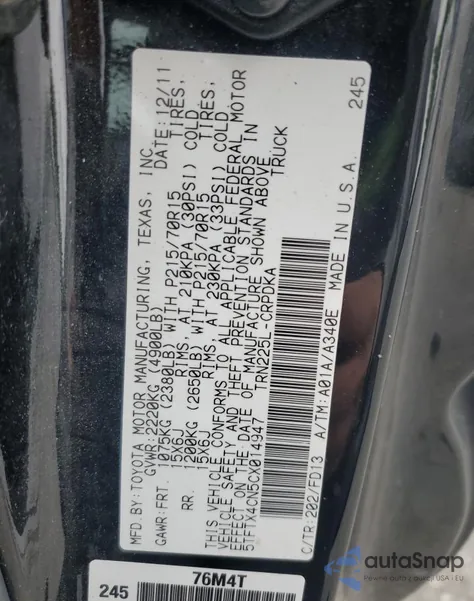 MFD.BY:TOYOTA MOTOR MANUFACTURING, TEXAS, INC.
GVWR:2220KG (4900LB) DATE:12/11
GAWR:FRT. 1075KG (2380LB) WITH P215/70R15 TIRES,
15X6J RIMS, AT 210KPA (30PSI) COLD
RR. 1200KG (2650LB) WITH P215/70R15 TIRES,
15X6J RIMS, AT 230KPA (33PSI) COLD
THIS VEHICLE CONFORMS TO ALL APPLICABLE FEDERAL MOTOR
VEHICLE SAFETY AND THEFT PREVENTION STANDARDS IN
EFFECT ON THE DATE OF MANUFACTURE SHOWN ABOVE.
5TFTX4CN5CX014947 TRUCK
TRN225L-CRPDKA
C/TR:202/FD13 A/TM:A01A/A340E
MADE IN U.S.A. 245
245 76M4T
autoSnap